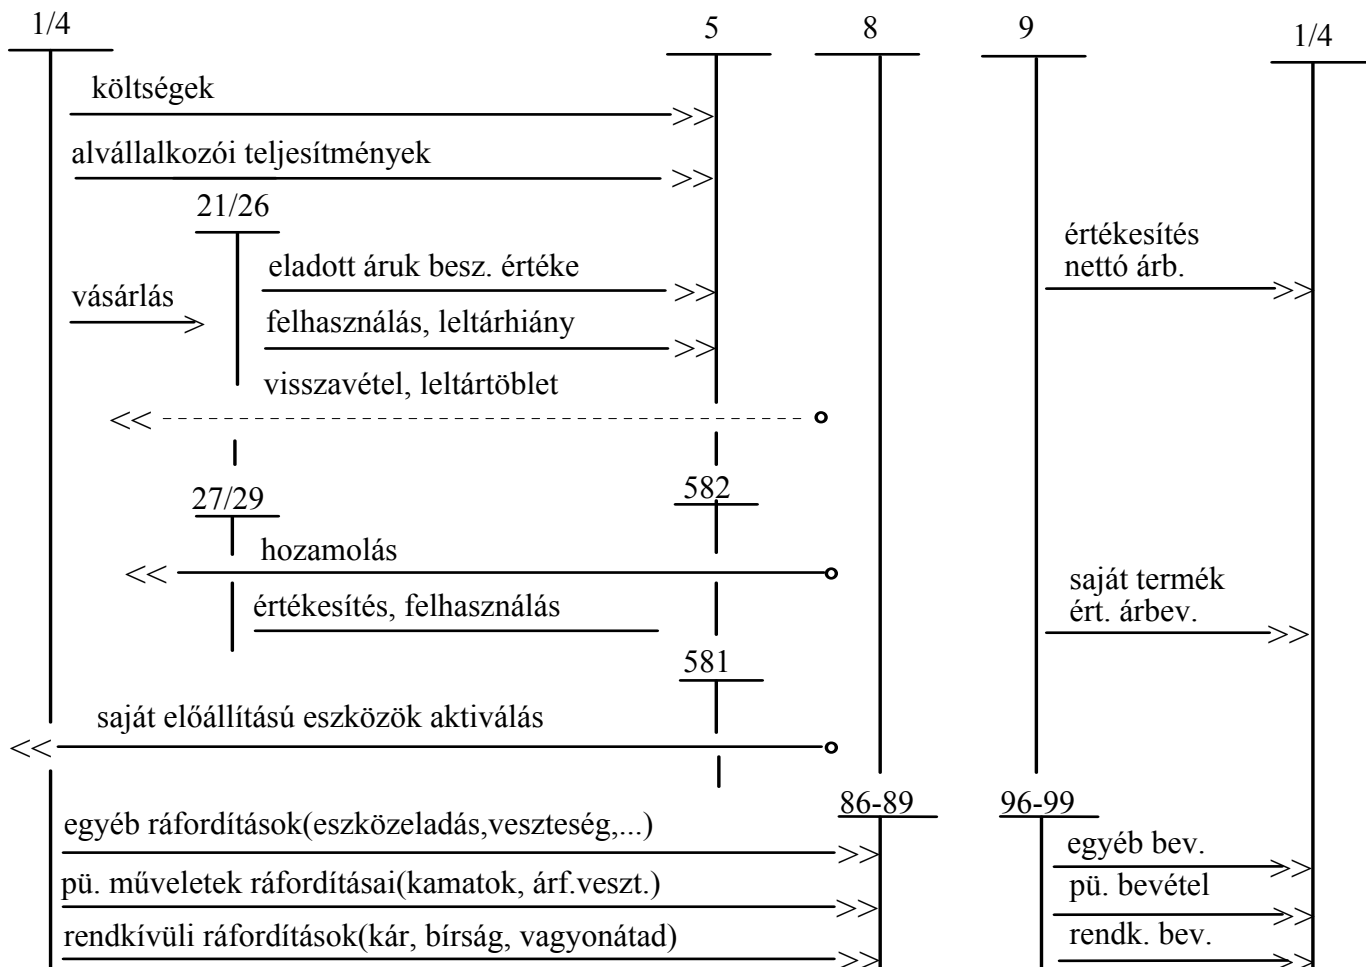 1/4
5
8
9
1/4
költségek
alvállalkozói teljesítmények
21/26
eladott áruk besz. értéke
értékesítés
nettó árb.
vásárlás
felhasználás, leltárhiány
visszavétel, leltártöblet
27/29
582
hozamolás
értékesítés, felhasználás
saját termék
ért. árbev.
581
saját előállítású eszközök aktiválás
86-89
96-99
egyéb ráfordítások(eszközeladás,veszteség,...)
egyéb bev.
pü. műveletek ráfordításai(kamatok, árf.veszt.)
pü. bevétel
rendkívüli ráfordítások(kár, bírság, vagyonátad)
rendk. bev.